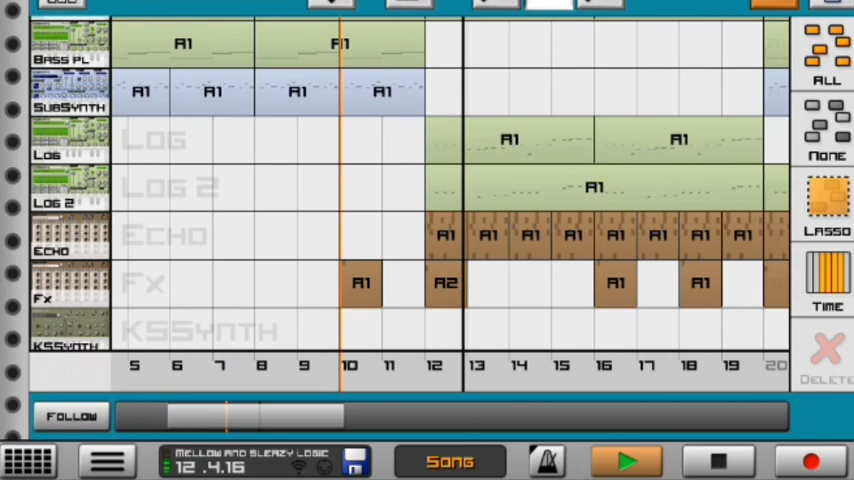 A1 A1 A1
BASS PL
A1 A1 A1 A1
SUBSYNTH
LOG A1 A1
LOG
LOG 2 A1
LOG 2
ECHO A1 A1 A1 A1 A1 A1 A1 A1
ECHO
FX A1 A2 A1 A1
FX
KSSYNTH
KSSYNTH
5 6 7 8 9 10 11 12 13 14 15 16 17 18 19 20
ALL
NONE
LASSO
TIME
DELETE
FOLLOW
MELLOW AND SLEAZY LOGIC
12 .4.16
SONG